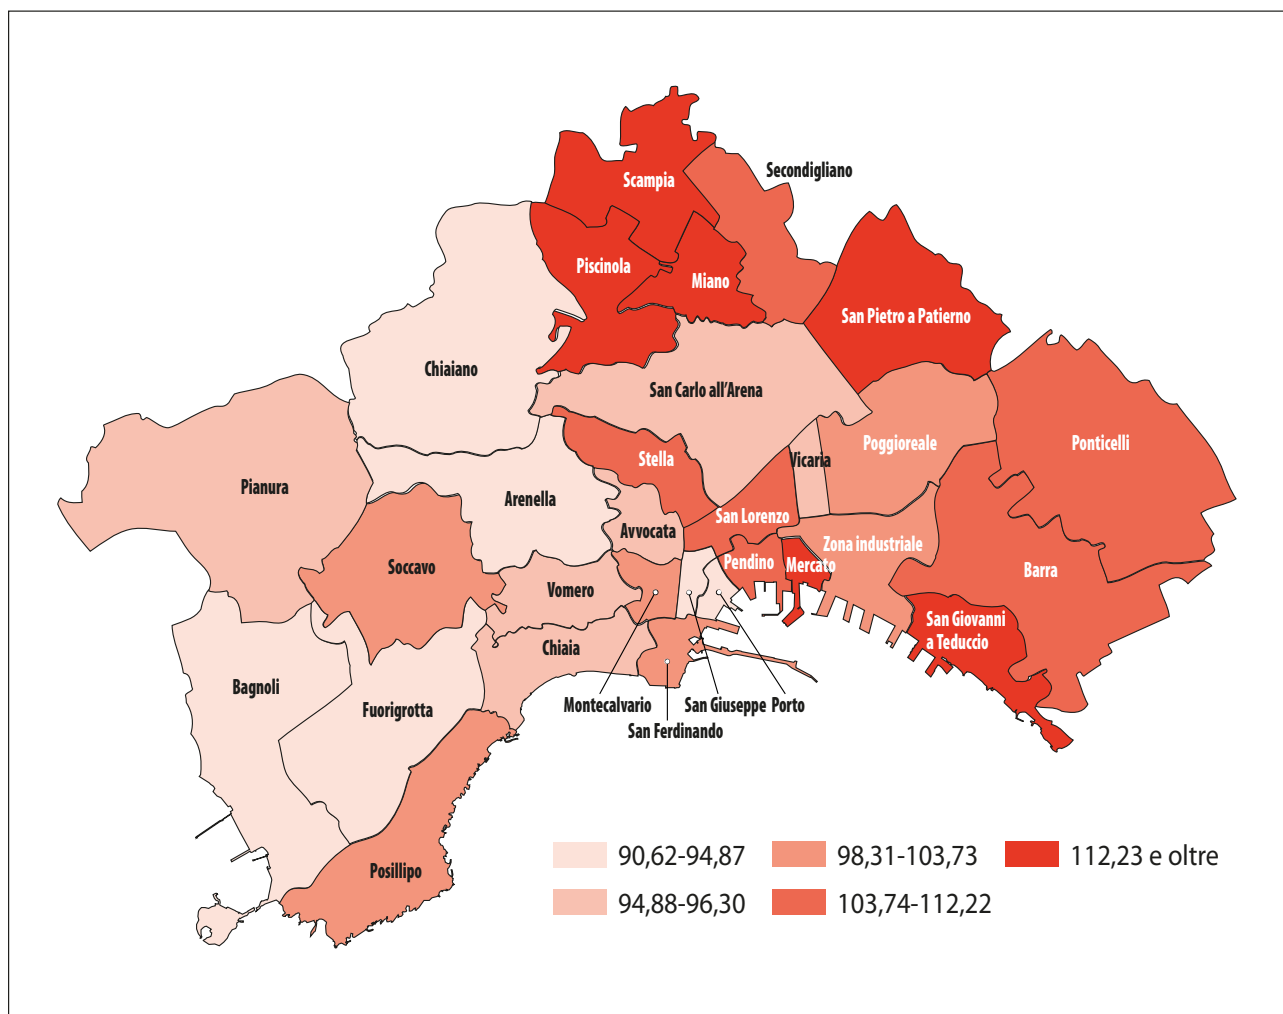 Secondigliano
Scampia
Piscinola
Miano
San Pietro a Patierno
Chiaiano
San Carlo all'Arena
Poggioreale
Ponticelli
Stella
Vicaria
Pianura
Arenella
San Lorenzo
Avvocata
Zona industriale
Soccavo
Pendino
Mercato
Barra
Vomero
San Giovanni
a Teduccio
Chiaia
Bagnoli
Fuorigrotta
Montecalvario
San Giuseppe
Porto
San Ferdinando
Posillipo
90,62-94,87
98,31-103,73
112,23 e oltre
94,88-96,30
103,74-112,22